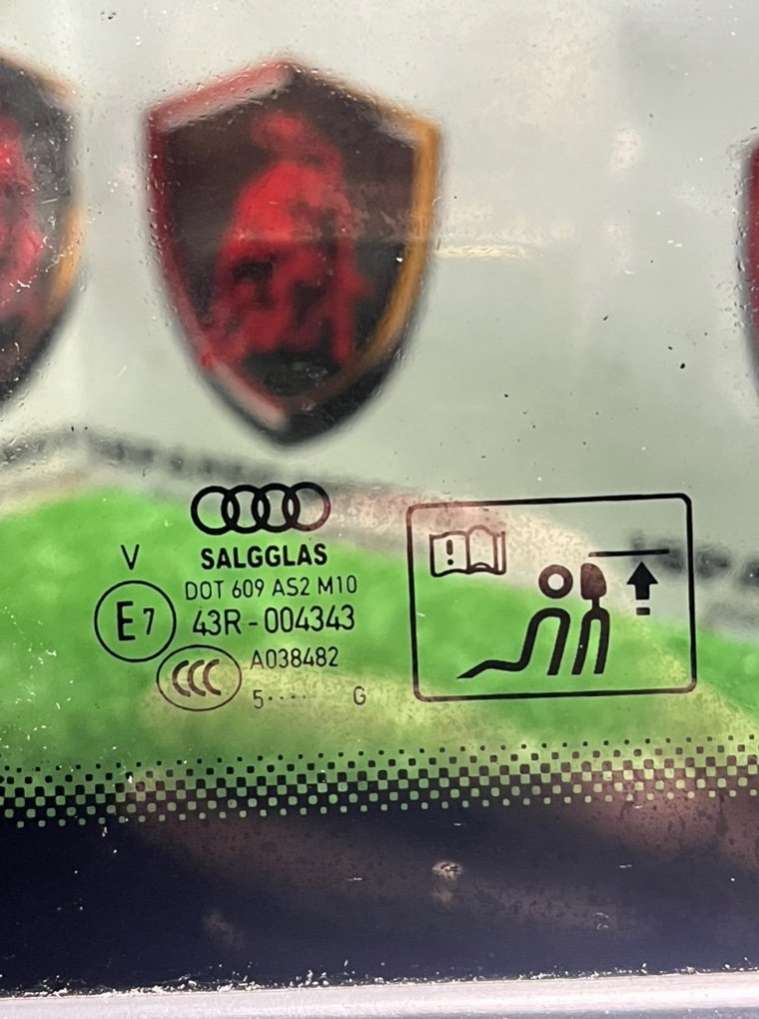 V
SALGGLAS
DOT 609 AS2 M10
E7
43R-004343
CCC
A038482
5···· G